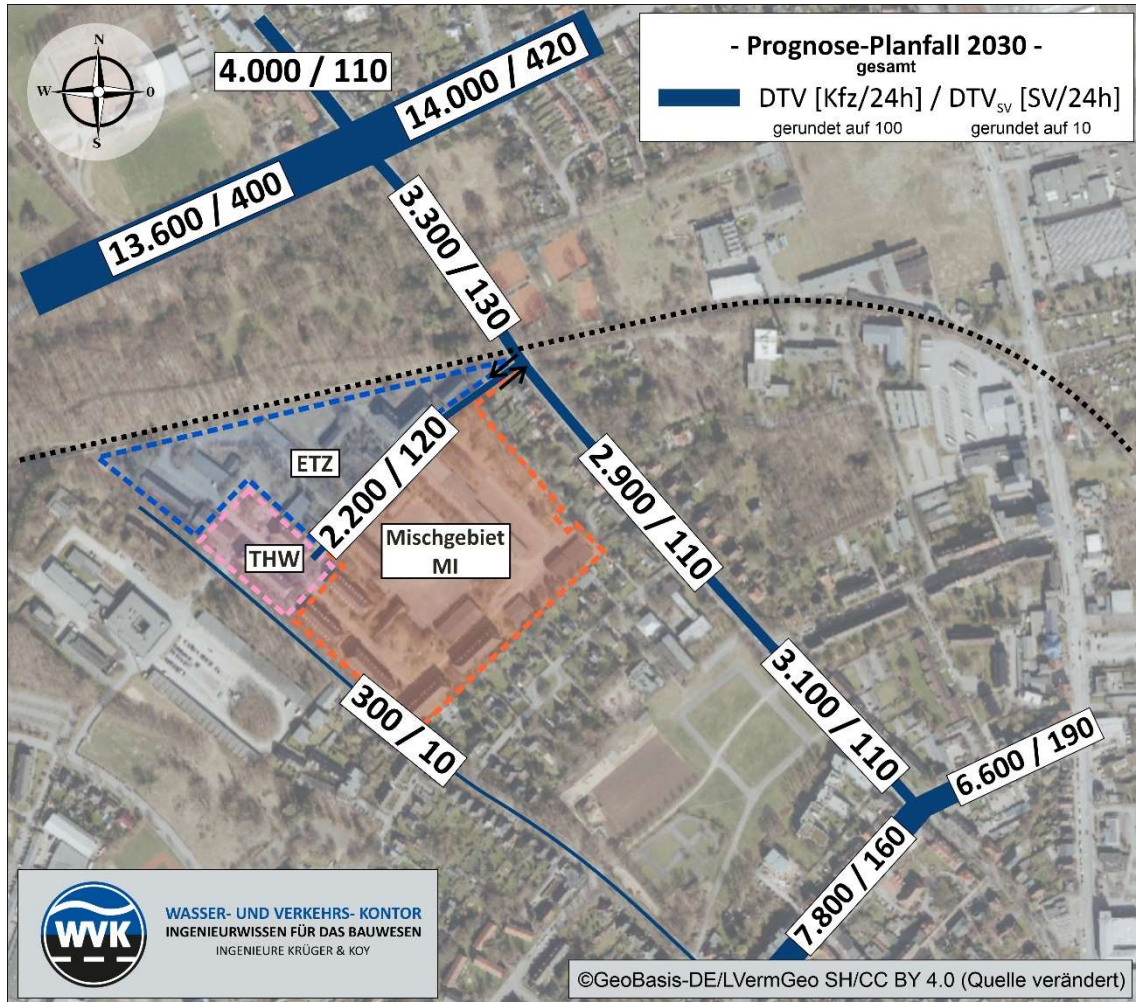 - Prognose-Planfall 2030 -
gesamt
DTV [Kfz/24h] / DTVSV [SV/24h]
gerundet auf 100 gerundet auf 10
N
W O
S
4.000 / 110
14.000 / 420
13.600 / 400
3.300 / 130
ETZ
2.200 / 120
THW
Mischgebiet
MI
2.900 / 110
300 / 10
3.100 / 110
6.600 / 190
7.800 / 160
WVK
WASSER- UND VERKEHRS- KONTOR
INGENIEURWISSEN FÜR DAS BAUWESEN
INGENIEURE KRÜGER & KOY
©GeoBasis-DE/LVermGeo SH/CC BY 4.0 (Quelle verändert)